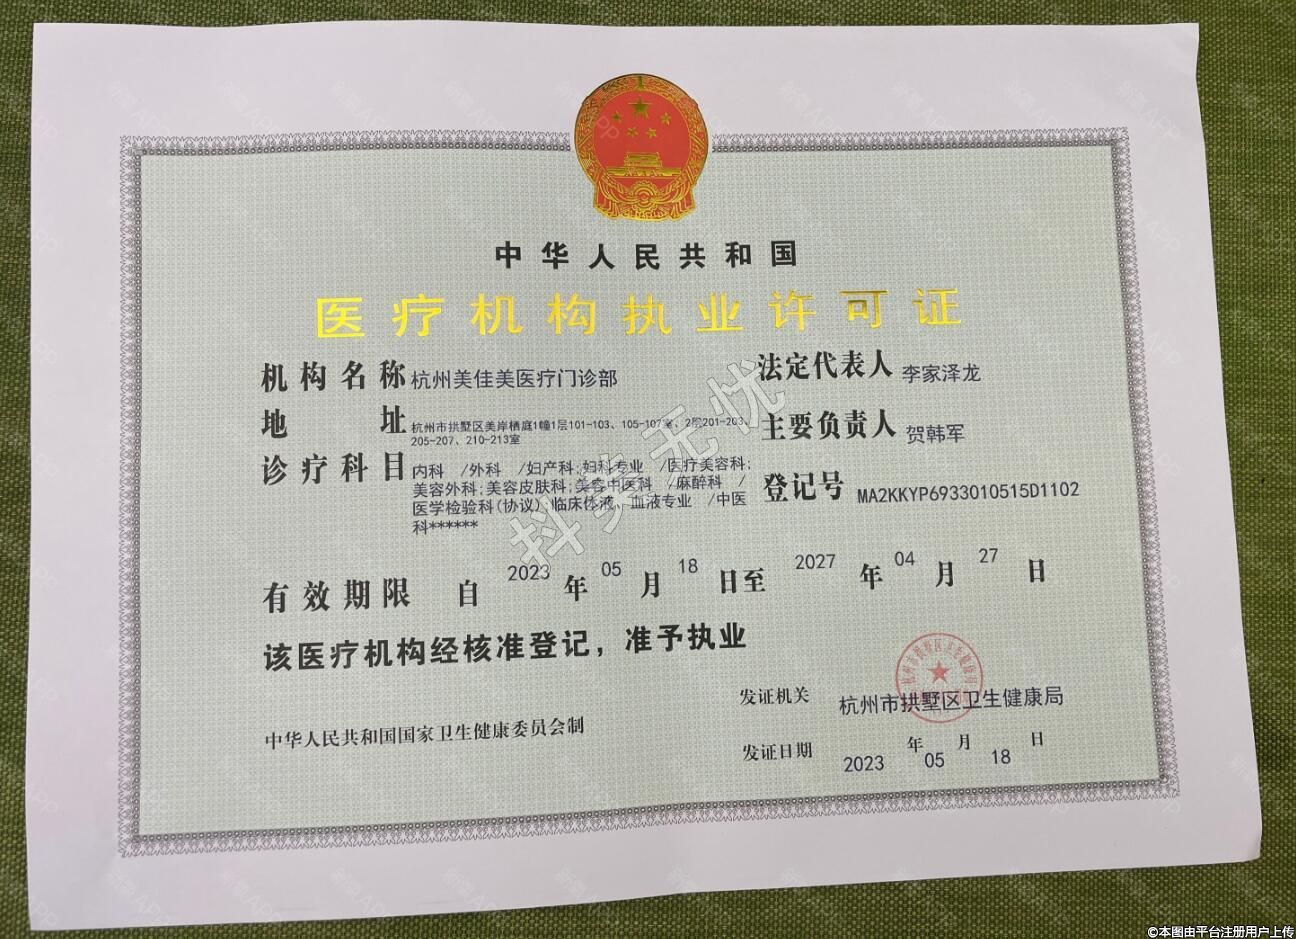 中华人民共和国
医疗机构执业许可证
机构名称 杭州美佳美医疗门诊部
法定代表人 李家泽龙
地址 杭州市拱墅区美岸栖庭1幢1层101-103、105-107室、2层201-203、
205-207、210-213室
主要负责人 贺韩军
诊疗科目 内科 /外科 /妇产科;妇科专业 /医疗美容科;
美容外科;美容皮肤科;美容中医科 /麻醉科 /
医学检验科(协议);临床体液、血液专业 /中医
科******
登记号 MA2KKYP6933010515D1102
有效期限 自 2023 年 05 月 18 日至 2027 年 04 月 27 日
该医疗机构经核准登记，准予执业
发证机关 杭州市拱墅区卫生健康局
中华人民共和国国家卫生健康委员会制
发证日期 2023 年 05 月 18 日
抖美无忧
©本图由平台注册用户上传